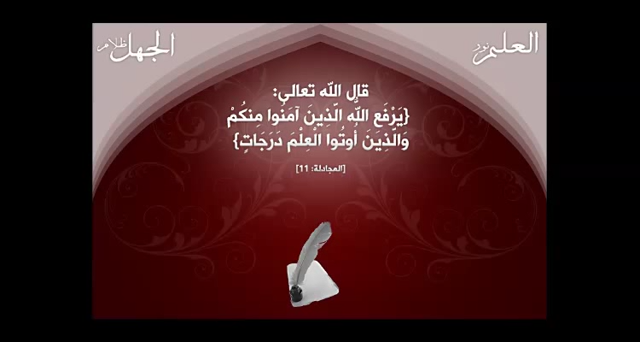 العلم نور
الجهل ظلام
قال الله تعالى:
{يَرْفَعِ اللَّهُ الَّذِينَ آمَنُوا مِنكُمْ
وَالَّذِينَ أُوتُوا الْعِلْمَ دَرَجَاتٍ}
[المجادلة: 11]